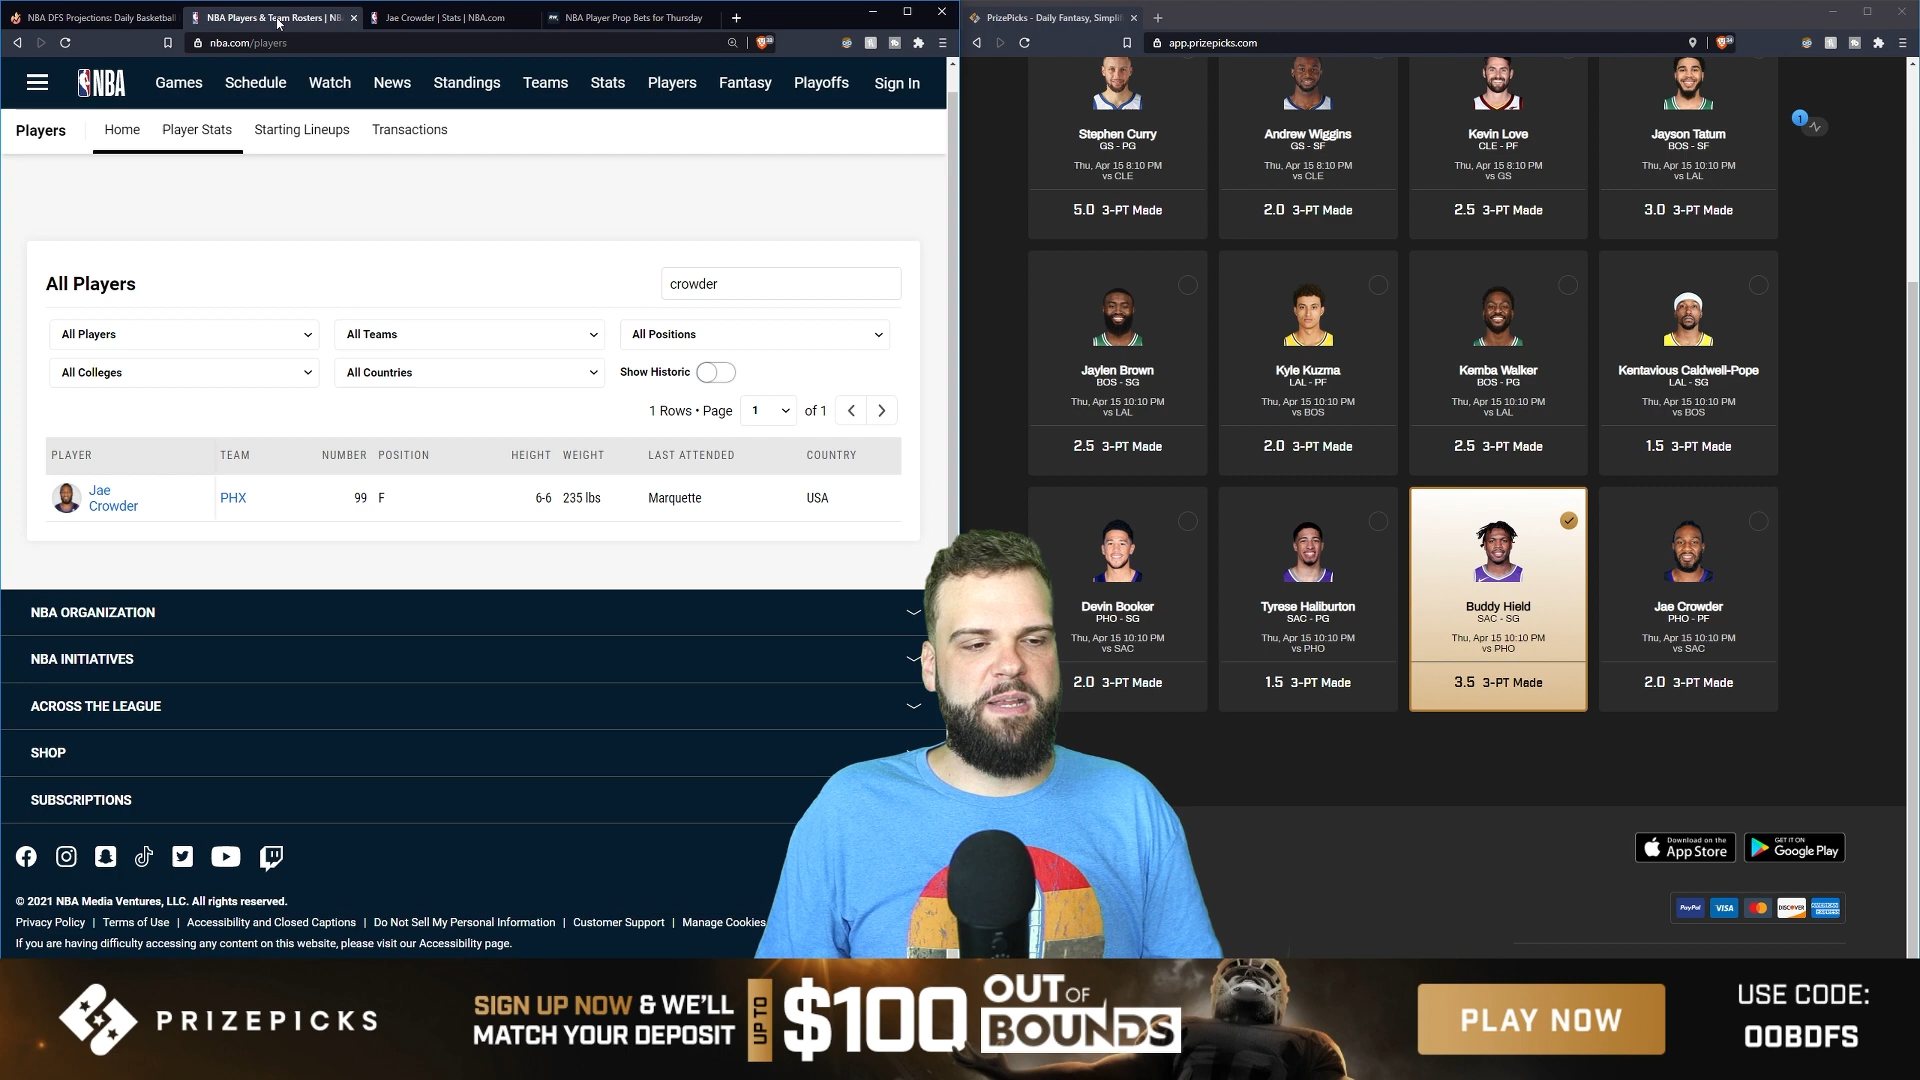 NBA DFS Projections: Daily Basketball
NBA Players & Team Rosters | NB
Jae Crowder | Stats | NBA.com
NBA Player Prop Bets for Thursday
nba.com/players
NBA
Games
Schedule
Watch
News
Standings
Teams
Stats
Players
Fantasy
Playoffs
Sign In
Players
Home
Player Stats
Starting Lineups
Transactions
All Players
crowder
All Players
All Teams
All Positions
All Colleges
All Countries
Show Historic
1 Rows • Page
1
of 1
PLAYER TEAM NUMBER POSITION HEIGHT WEIGHT LAST ATTENDED COUNTRY
Jae
Crowder
PHX 99 F 6-6 235 lbs Marquette USA
NBA ORGANIZATION
NBA INITIATIVES
ACROSS THE LEAGUE
SHOP
SUBSCRIPTIONS
© 2021 NBA Media Ventures, LLC. All rights reserved.
Privacy Policy | Terms of Use | Accessibility and Closed Captions | Do Not Sell My Personal Information | Customer Support | Manage Cookies
If you are having difficulty accessing any content on this website, please visit our Accessibility page.
PrizePicks - Daily Fantasy, Simplifi
app.prizepicks.com
1
Stephen Curry
GS - PG
Thu, Apr 15 8:10 PM
vs CLE
5.0 3-PT Made
Andrew Wiggins
GS - SF
Thu, Apr 15 8:10 PM
vs CLE
2.0 3-PT Made
Kevin Love
CLE - PF
Thu, Apr 15 8:10 PM
vs GS
2.5 3-PT Made
Jayson Tatum
BOS - SF
Thu, Apr 15 10:10 PM
vs LAL
3.0 3-PT Made
Jaylen Brown
BOS - SG
Thu, Apr 15 10:10 PM
vs LAL
2.5 3-PT Made
Kyle Kuzma
LAL - PF
Thu, Apr 15 10:10 PM
vs BOS
2.0 3-PT Made
Kemba Walker
BOS - PG
Thu, Apr 15 10:10 PM
vs LAL
2.5 3-PT Made
Kentavious Caldwell-Pope
LAL - SG
Thu, Apr 15 10:10 PM
vs BOS
1.5 3-PT Made
Devin Booker
PHO - SG
Thu, Apr 15 10:10 PM
vs SAC
2.0 3-PT Made
Tyrese Haliburton
SAC - PG
Thu, Apr 15 10:10 PM
vs PHO
1.5 3-PT Made
Buddy Hield
SAC - SG
Thu, Apr 15 10:10 PM
vs PHO
3.5 3-PT Made
Jae Crowder
PHO - PF
Thu, Apr 15 10:10 PM
vs SAC
2.0 3-PT Made
Download on the
App Store
GET IT ON
Google Play
PayPal
VISA
DISCOVER
AMERICAN EXPRESS
PRIZEPICKS
SIGN UP NOW & WE'LL
MATCH YOUR DEPOSIT
UP TO
$100
OUT OF
BOUNDS
PLAY NOW
USE CODE:
OOBDFS